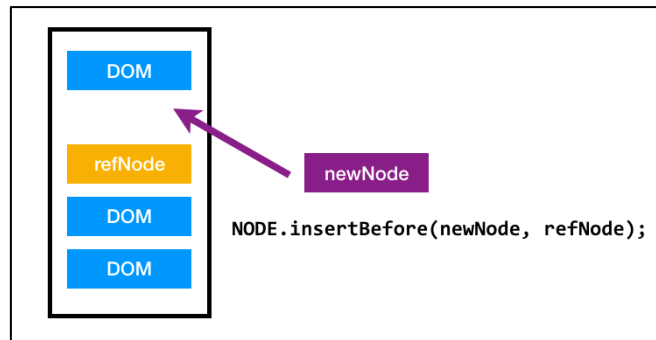 DOM
refNode
newNode
DOM
NODE.insertBefore(newNode, refNode);
DOM